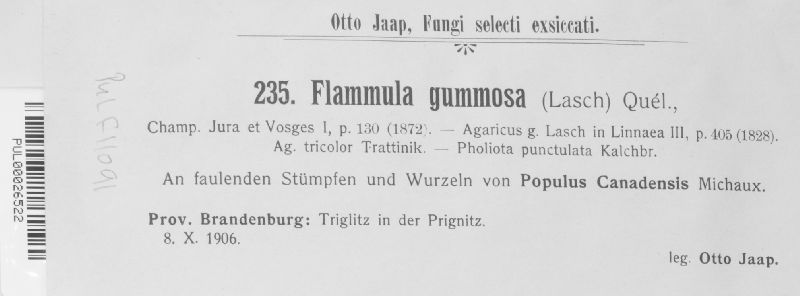 Otto Jaap, Fungi selecti exsiccati.
235. Flammula gummosa (Lasch) Quél.,
Champ. Jura et Vosges I, p. 130 (1872). — Agaricus g. Lasch in Linnaea III, p. 405 (1828).
Ag. tricolor Trattinik. — Pholiota punctulata Kalchbr.
An faulenden Stümpfen und Wurzeln von Populus Canadensis Michaux.
Prov. Brandenburg: Triglitz in der Prignitz.
8. X. 1906.
leg. Otto Jaap.
PUL00026522
PUL F11091